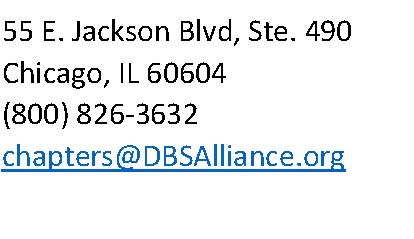 55 E. Jackson Blvd, Ste. 490
Chicago, IL 60604
(800) 826-3632
chapters@DBSAlliance.org